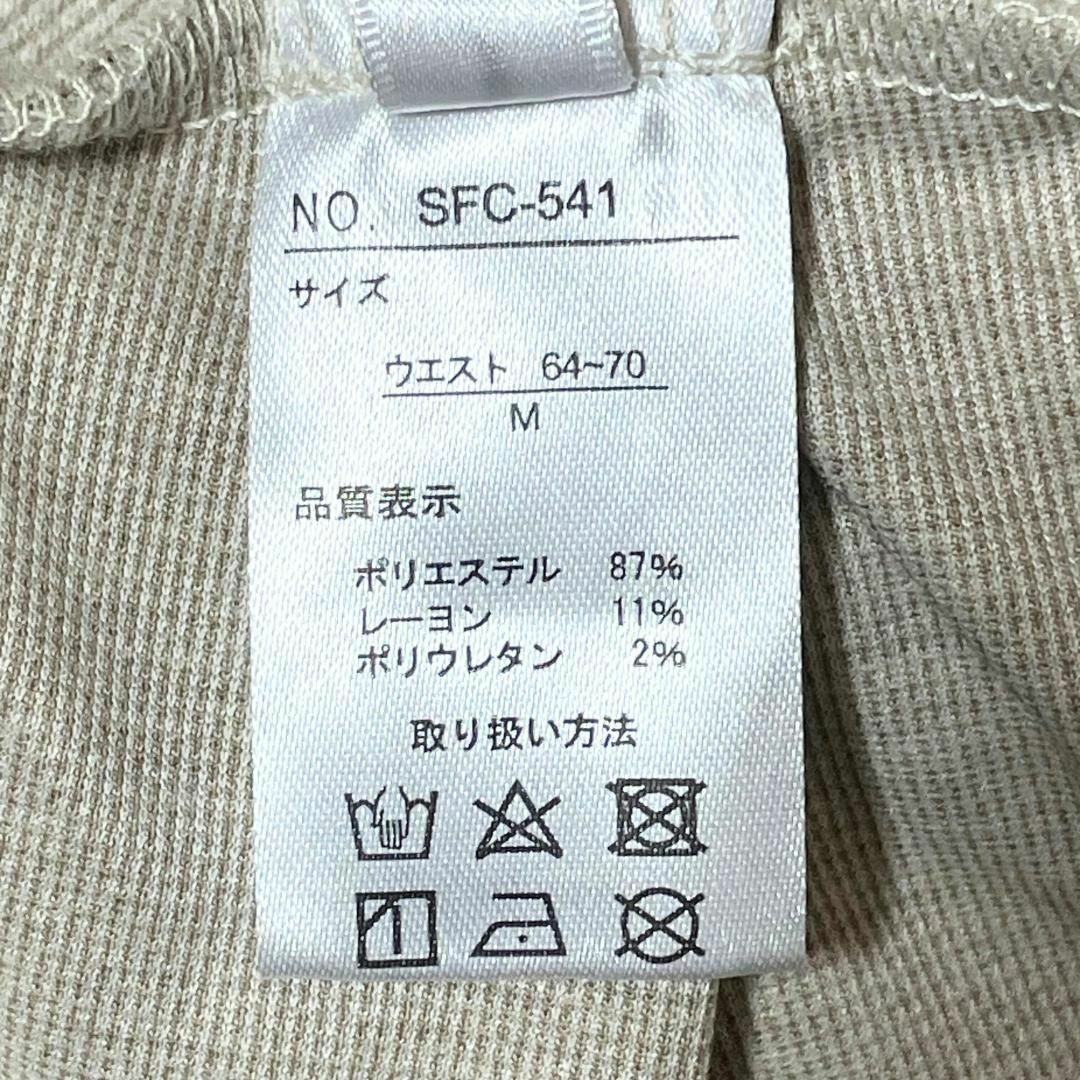 NO. SFC-541
サイズ
ウエスト 64~70
M
品質表示
ポリエステル 87%
レーヨン 11%
ポリウレタン 2%
取り扱い方法